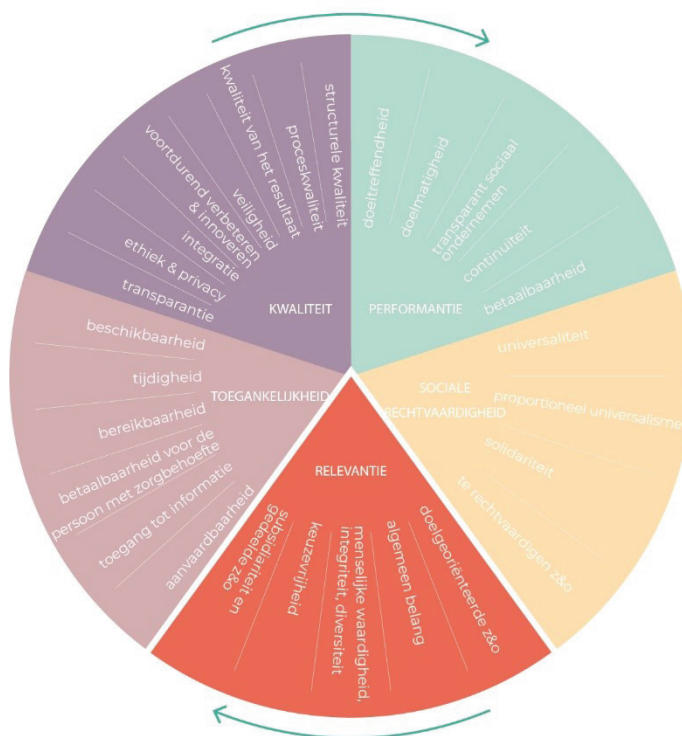 KWALITEIT
transparantie
ethiek & privacy
integratie
voortdurend verbeteren
& innoveren
veiligheid
kwaliteit van het resultaat
proceskwaliteit
structurele kwaliteit
PERFORMANTIE
doeltreffendheid
doelmatigheid
transparant sociaal
ondernemen
continuïteit
betaalbaarheid
SOCIALE
RECHTVAARDIGHEID
universaliteit
proportioneel universalisme
solidariteit
te rechtvaardigen z&o
RELEVANTIE
doelgeoriënteerde z&o
algemeen belang
menselijke waardigheid,
integriteit, diversiteit
keuzevrijheid
subsidiariteit en
gedeelde z&o
TOEGANKELIJKHEID
aanvaardbaarheid
toegang tot informatie
betaalbaarheid voor de
persoon met zorgbehoefte
bereikbaarheid
tijdigheid
beschikbaarheid